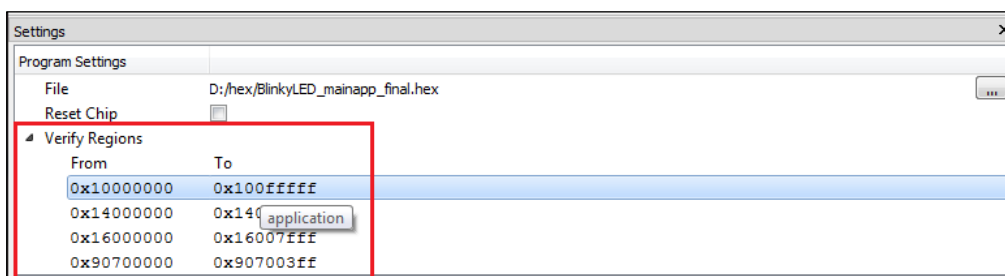 Settings
Program Settings
File D:/hex/BlinkyLED_mainapp_final.hex ...
Reset Chip
Verify Regions
From To
0x10000000 0x100fffff
0x14000000 0x140
application
0x16000000 0x16007fff
0x90700000 0x907003ff